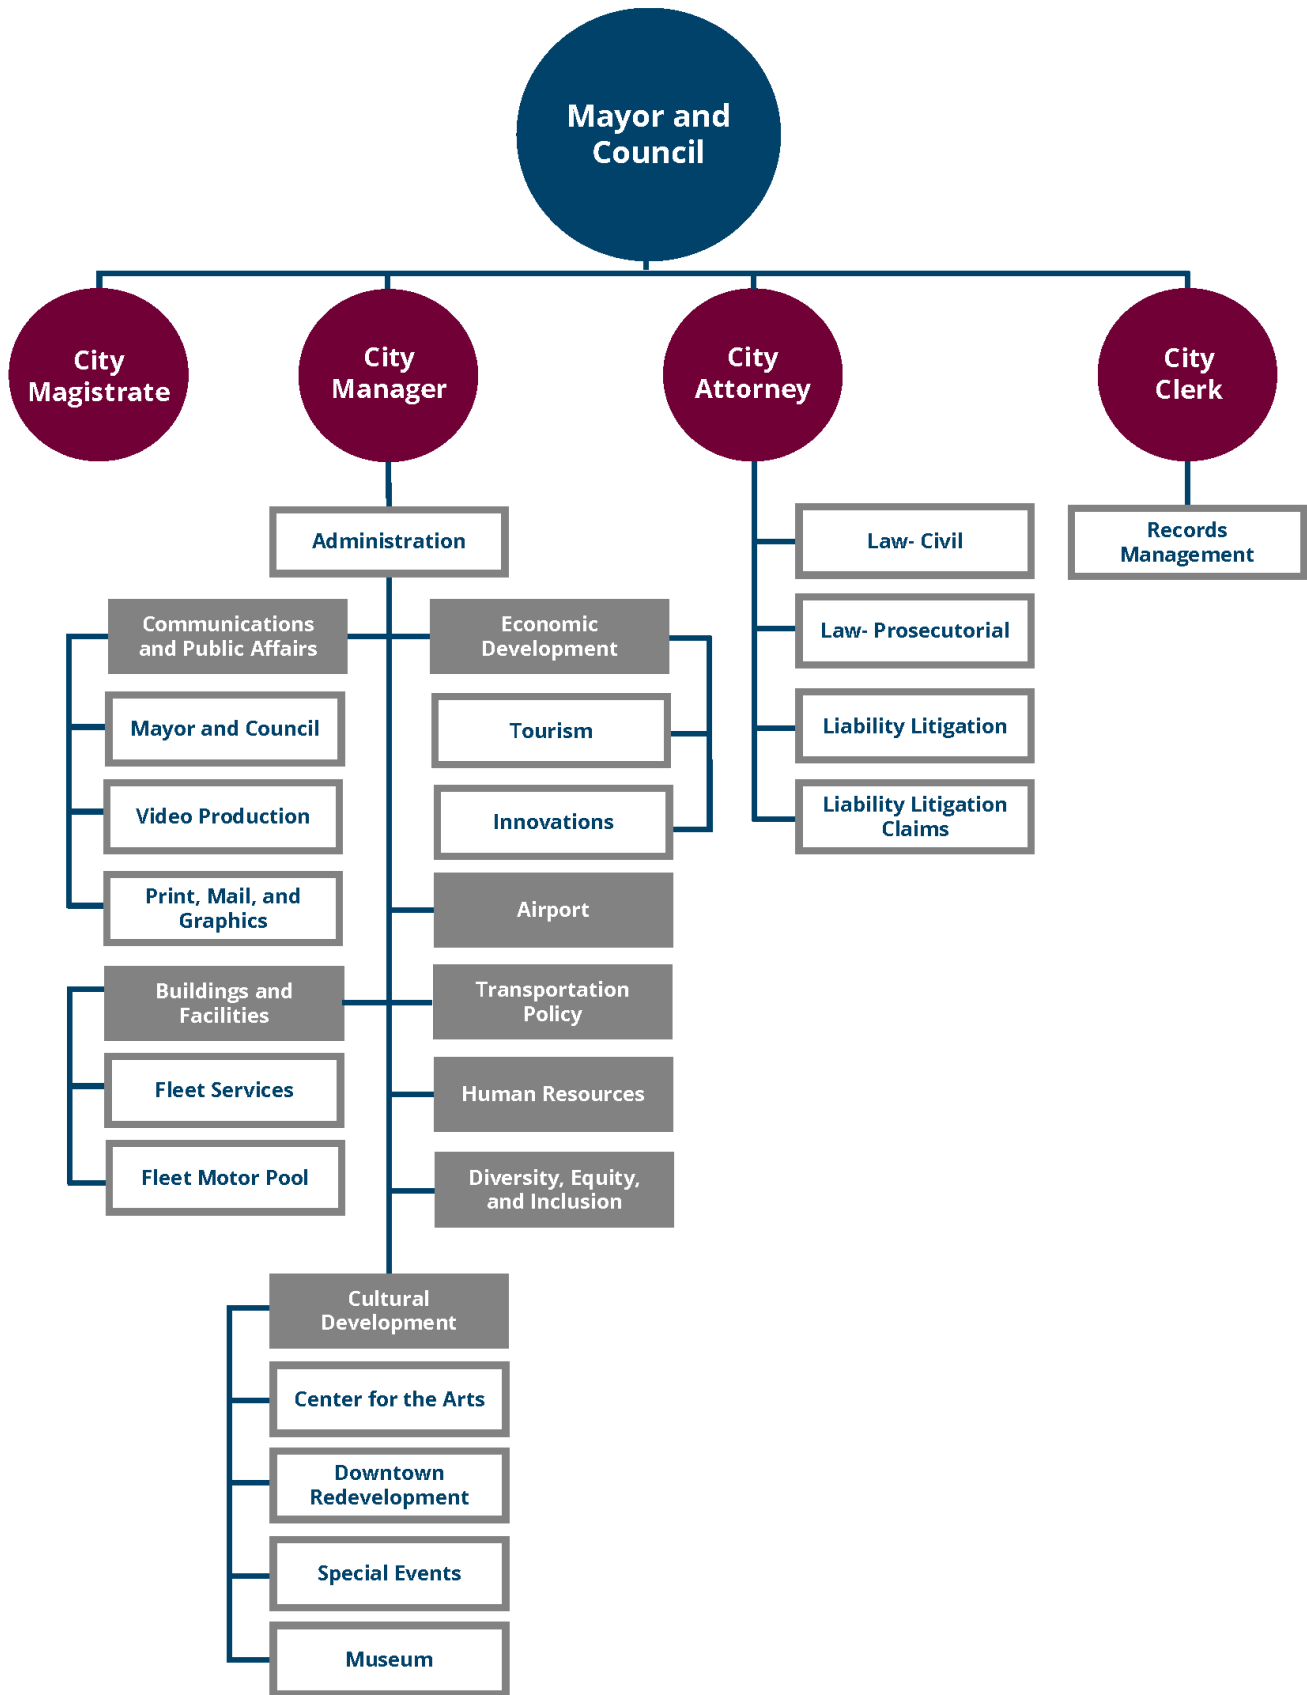 Mayor and
Council
City
Magistrate
City
Manager
City
Attorney
City
Clerk
Administration
Communications
and Public Affairs
Mayor and Council
Video Production
Print, Mail, and
Graphics
Buildings and
Facilities
Fleet Services
Fleet Motor Pool
Economic
Development
Tourism
Innovations
Airport
Transportation
Policy
Human Resources
Diversity, Equity,
and Inclusion
Cultural
Development
Center for the Arts
Downtown
Redevelopment
Special Events
Museum
Law- Civil
Law- Prosecutorial
Liability Litigation
Liability Litigation
Claims
Records
Management